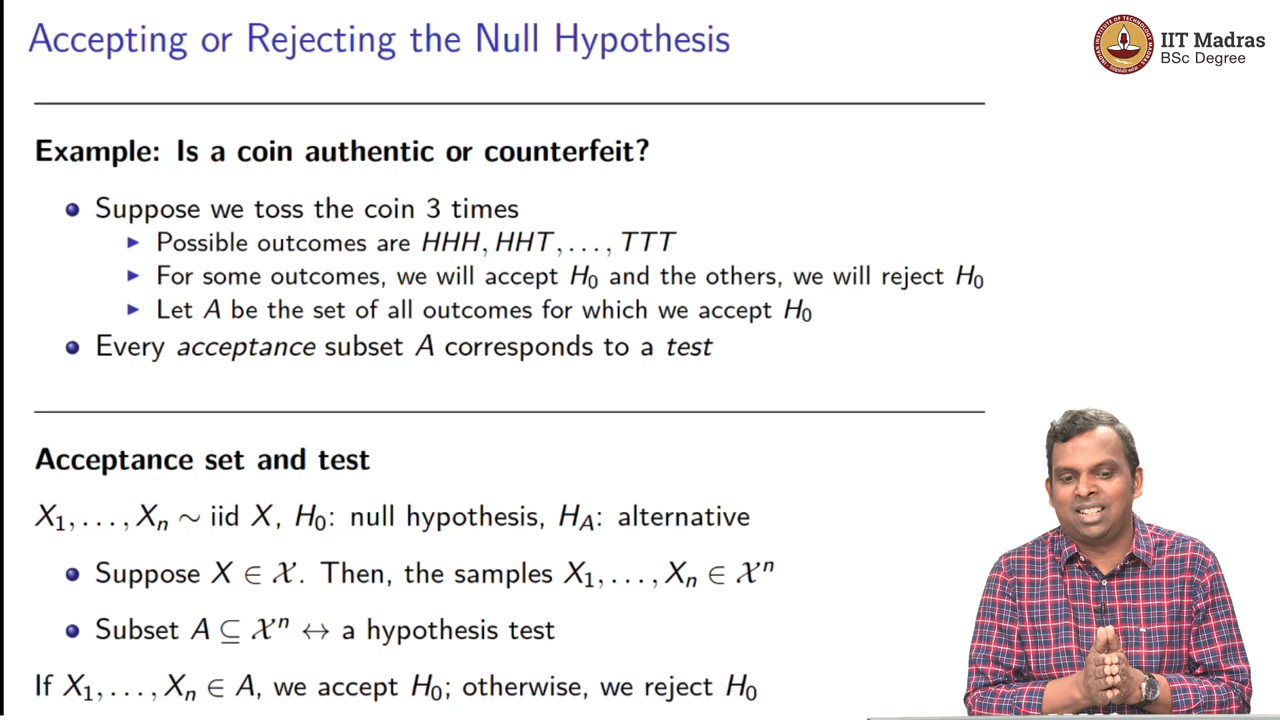 Accepting or Rejecting the Null Hypothesis
IIT Madras
BSc Degree
Example: Is a coin authentic or counterfeit?
Suppose we toss the coin 3 times
Possible outcomes are HHH, HHT, . . . , TTT
For some outcomes, we will accept H₀ and the others, we will reject H₀
Let A be the set of all outcomes for which we accept H₀
Every acceptance subset A corresponds to a test
Acceptance set and test
X₁, . . . , Xₙ ∼ iid X, H₀: null hypothesis, H_A: alternative
Suppose X ∈ 𝒳. Then, the samples X₁, . . . , Xₙ ∈ 𝒳ⁿ
Subset A ⊆ 𝒳ⁿ ↔ a hypothesis test
If X₁, . . . , Xₙ ∈ A, we accept H₀; otherwise, we reject H₀